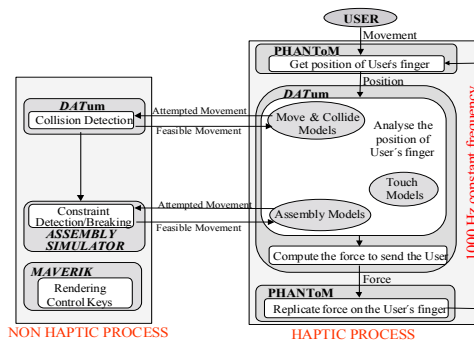 USER
Movement
PHANToM
Get position of User's finger
Position
DATum
Collision Detection
Attempted Movement
Feasible Movement
DATum
Move & Collide
Models
Analyse the
position of
User´s finger
Touch
Models
Constraint
Detection/Breaking
ASSEMBLY
SIMULATOR
Attempted Movement
Feasible Movement
Assembly Models
Compute the force to send the User
MAVERIK
Rendering
Control Keys
Force
PHANToM
Replicate force on the User´s finger
1000 Hz constant frequency
NON HAPTIC PROCESS
HAPTIC PROCESS